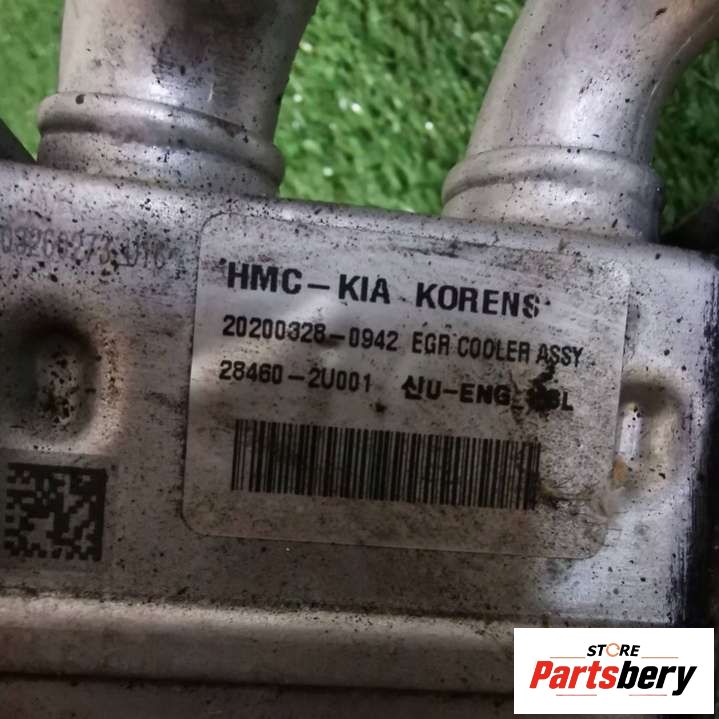 HMC-KIA KORENS
20200328-0942 EGR COOLER ASSY
28460-2U001 신U-ENG
STORE
Partsbery